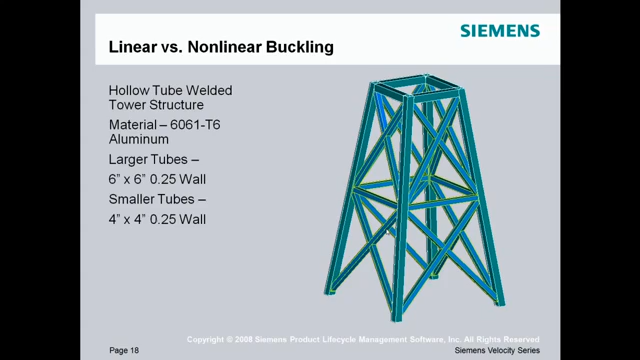 SIEMENS
Linear vs. Nonlinear Buckling
Hollow Tube Welded
Tower Structure
Material – 6061-T6
Aluminum
Larger Tubes –
6” x 6” 0.25 Wall
Smaller Tubes –
4” x 4” 0.25 Wall
Copyright © 2008 Siemens Product Lifecycle Management Software, Inc. All Rights Reserved
Page 18
Siemens Velocity Series